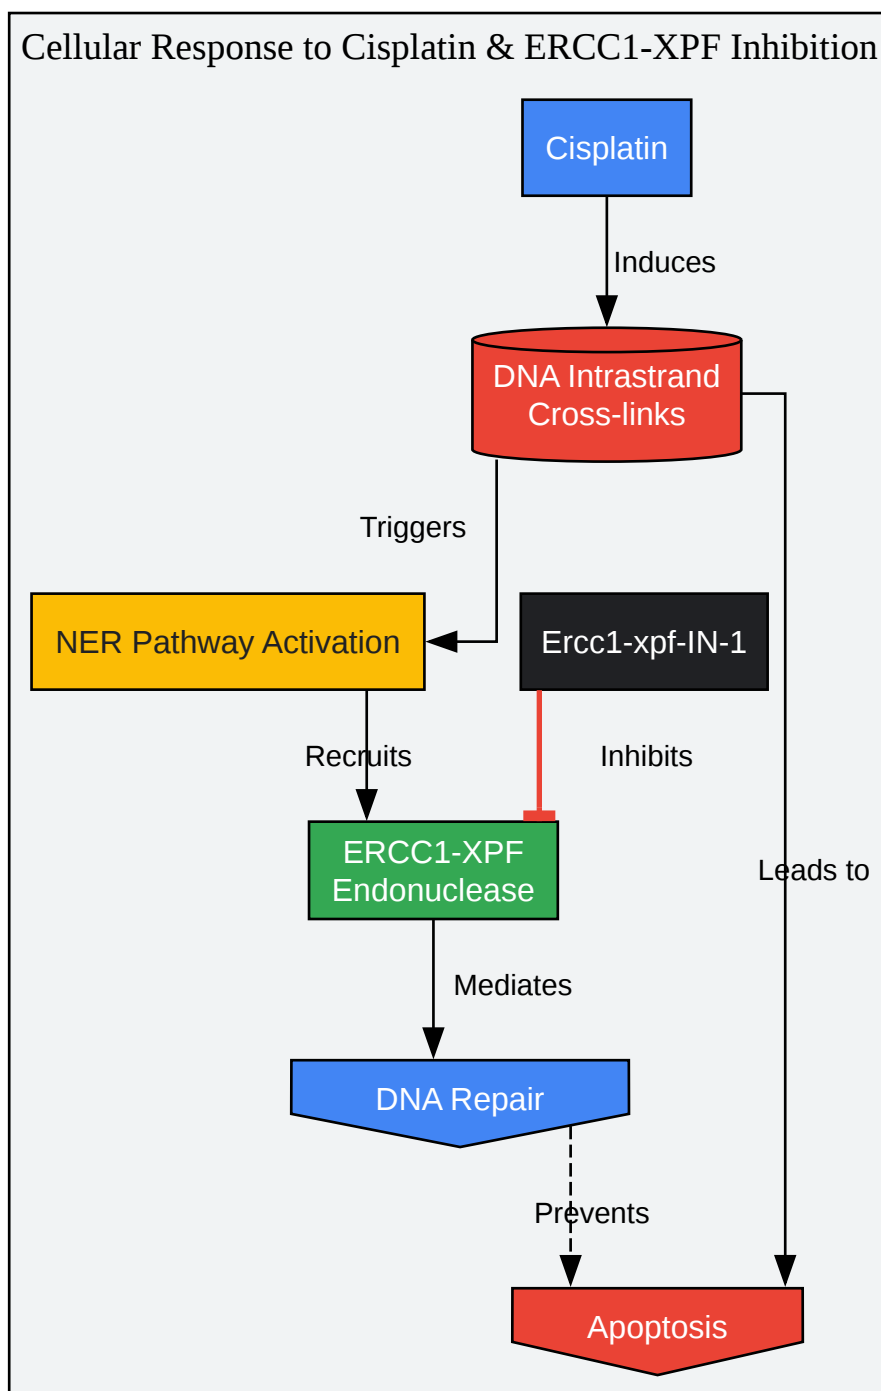 Cellular Response to Cisplatin & ERCC1-XPF Inhibition
Cisplatin
Induces
DNA Intrastrand
Cross-links
Triggers
NER Pathway Activation
Ercc1-xpf-IN-1
Recruits
Inhibits
ERCC1-XPF
Endonuclease
Leads to
Mediates
DNA Repair
Prevents
Apoptosis